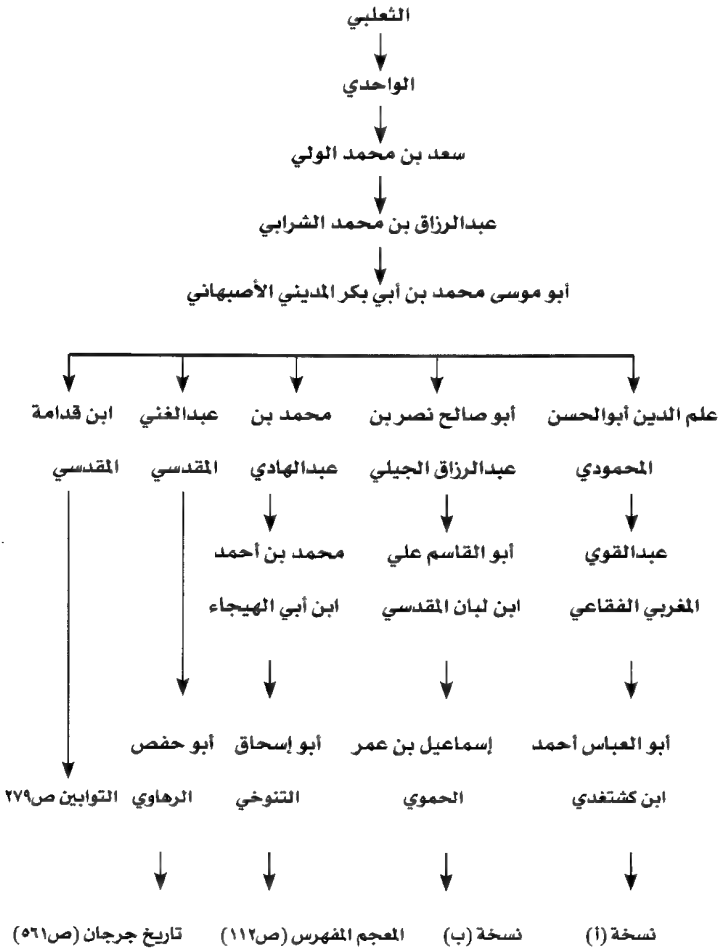 الثعلبي
الواحدي
سعد بن محمد الولي
عبدالرزاق بن محمد الشرابي
أبو موسى محمد بن أبي بكر المديني الأصبهاني
علم الدين أبوالحسن أبو صالح نصر بن محمد بن عبدالغني ابن قدامة
المحمودي عبدالرزاق الجيلي عبدالهادي المقدسي المقدسي
عبدالقوي أبو القاسم علي محمد بن أحمد
المغربي الفقاعي ابن لبان المقدسي ابن أبي الهيجاء
أبو العباس أحمد إسماعيل بن عمر أبو إسحاق أبو حفص
ابن كشتغدي الحموي التنوخي الرهاوي التوابين ص٢٧٩
نسخة (أ) نسخة (ب) المعجم المفهرس (ص١١٢) تاريخ جرجان (ص٥٦١)